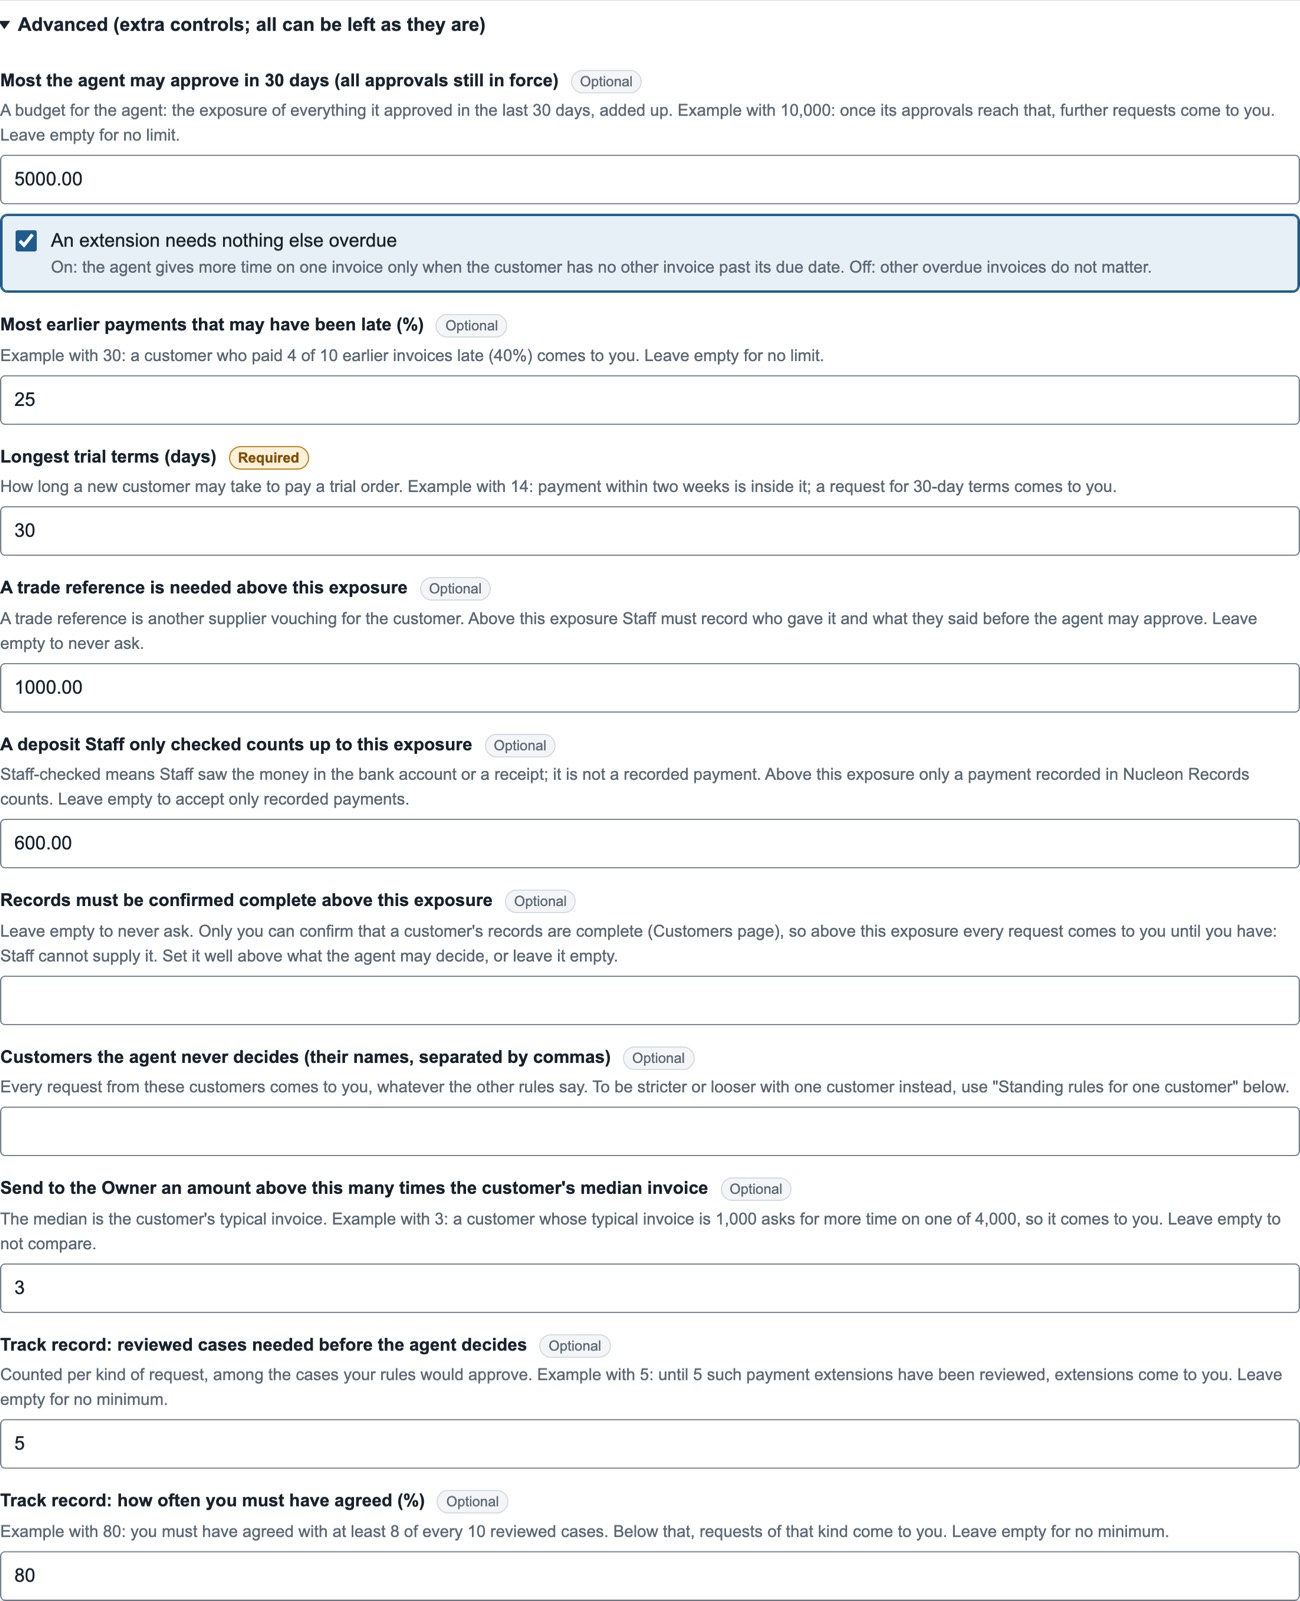 ▼ Advanced (extra controls; all can be left as they are)
Most the agent may approve in 30 days (all approvals still in force) Optional
A budget for the agent: the exposure of everything it approved in the last 30 days, added up. Example with 10,000: once its approvals reach that, further requests come to you.
Leave empty for no limit.
5000.00
An extension needs nothing else overdue
On: the agent gives more time on one invoice only when the customer has no other invoice past its due date. Off: other overdue invoices do not matter.
Most earlier payments that may have been late (%) Optional
Example with 30: a customer who paid 4 of 10 earlier invoices late (40%) comes to you. Leave empty for no limit.
25
Longest trial terms (days) Required
How long a new customer may take to pay a trial order. Example with 14: payment within two weeks is inside it; a request for 30-day terms comes to you.
30
A trade reference is needed above this exposure Optional
A trade reference is another supplier vouching for the customer. Above this exposure Staff must record who gave it and what they said before the agent may approve. Leave
empty to never ask.
1000.00
A deposit Staff only checked counts up to this exposure Optional
Staff-checked means Staff saw the money in the bank account or a receipt; it is not a recorded payment. Above this exposure only a payment recorded in Nucleon Records
counts. Leave empty to accept only recorded payments.
600.00
Records must be confirmed complete above this exposure Optional
Leave empty to never ask. Only you can confirm that a customer's records are complete (Customers page), so above this exposure every request comes to you until you have:
Staff cannot supply it. Set it well above what the agent may decide, or leave it empty.
Customers the agent never decides (their names, separated by commas) Optional
Every request from these customers comes to you, whatever the other rules say. To be stricter or looser with one customer instead, use "Standing rules for one customer" below.
Send to the Owner an amount above this many times the customer's median invoice Optional
The median is the customer's typical invoice. Example with 3: a customer whose typical invoice is 1,000 asks for more time on one of 4,000, so it comes to you. Leave empty to
not compare.
3
Track record: reviewed cases needed before the agent decides Optional
Counted per kind of request, among the cases your rules would approve. Example with 5: until 5 such payment extensions have been reviewed, extensions come to you. Leave
empty for no minimum.
5
Track record: how often you must have agreed (%) Optional
Example with 80: you must have agreed with at least 8 of every 10 reviewed cases. Below that, requests of that kind come to you. Leave empty for no minimum.
80